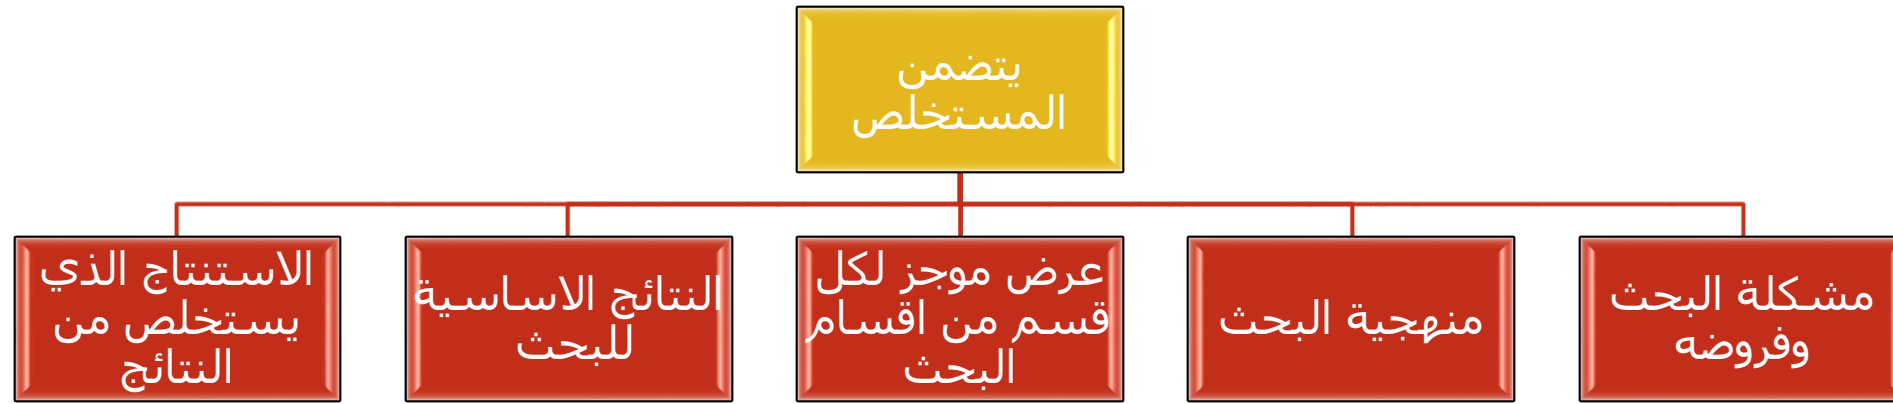 يتضمن
المستخلص
مشكلة البحث
وفروضه
منهجية البحث
عرض موجز لكل
قسم من اقسام
البحث
النتائج الاساسية
للبحث
الاستنتاج الذي
يستخلص من
النتائج